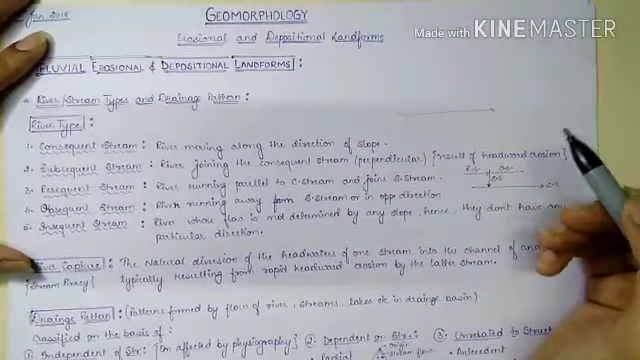 Jan 2018
GEOMORPHOLOGY
Made with KINEMASTER
Erosional and Depositional Landforms
FLUVIAL EROSIONAL & DEPOSITIONAL LANDFORMS :
River/Stream Types and Drainage Pattern :
River Type :
1. Consequent Stream : River moving along the direction of slope.
2. Subsequent Stream : River joining the consequent stream (perpendicular) [result of headward erosion]
3. Resequent Stream : River running parallel to C-Stream and joins S.Stream.
4. Obsequent Stream : River running away form S-stream or in opp direction
5. Insequent Stream : River whose flow is not determined by any slope, hence, they don't have any
particular direction.
Capture : The Natural diversion of the headwaters of one stream into the channel of
[Stream Piracy] typically resulting from rapid headward erosion by the latter stream.
Drainge Pattern : (Patterns formed by flow of river, streams, lakes etc in drainge basin)
classified on the basis of :
① Independent of Str: [Im affected by physiography] ② Dependent on Str: ③ Unrelated to
Antecedent